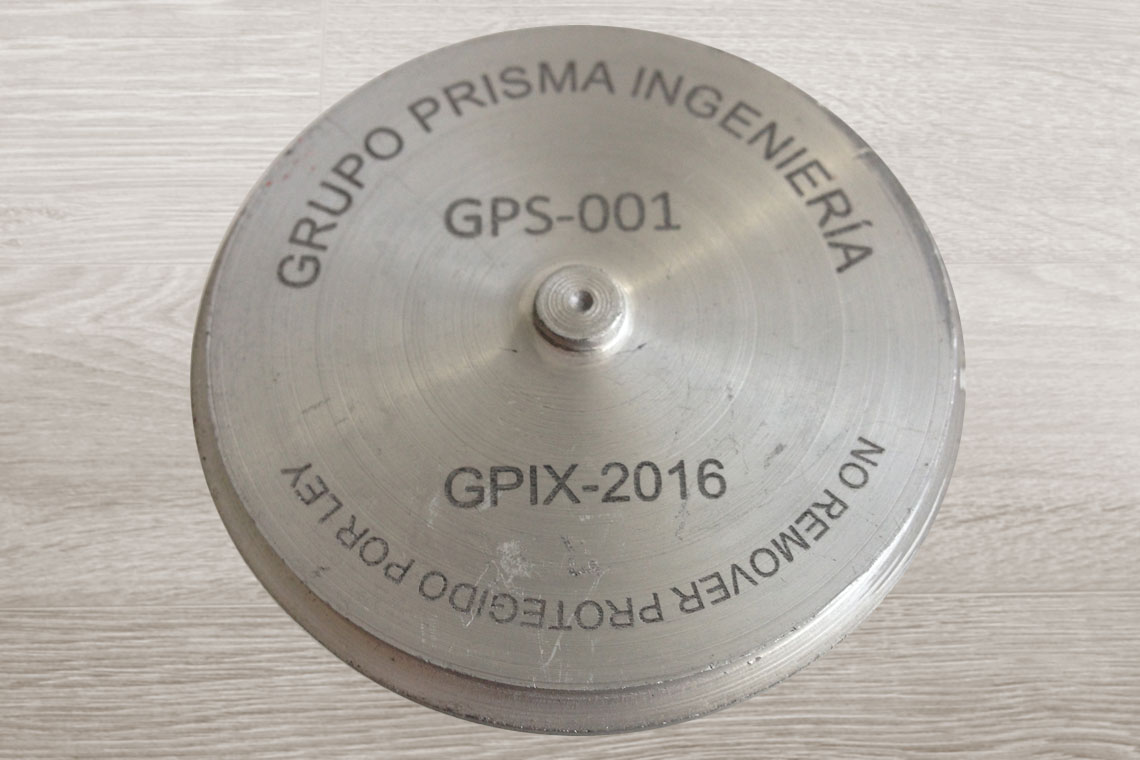 GRUPO PRISMA INGENIERÍA
GPS-001
GPIX-2016
NO REMOVER PROTEGIDO POR LEY